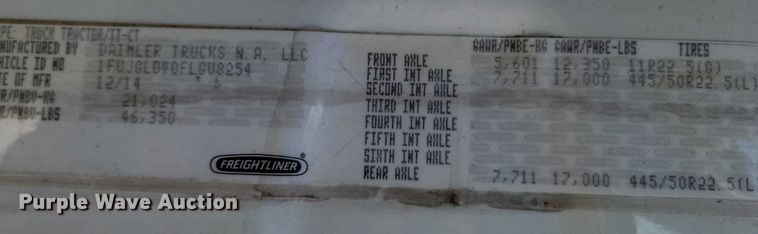 PE: TRUCK TRACTOR/TT-CT
NUFACTURED BY DAIMLER TRUCKS N.A. LLC
EHICLE ID NO 1FUJGLDV0FLGU8254
TE OF MFR 12/14
R/PNBV-KG 21,024
R/PNBV-LBS 46,350
FREIGHTLINER
GAWR/PNBE-KG GAWR/PNBE-LBS TIRES
FRONT AXLE 5,601 12,350 11R22.5(G)
FIRST INT AXLE 7,711 17,000 445/50R22.5(L)
SECOND INT AXLE
THIRD INT AXLE
FOURTH INT AXLE
FIFTH INT AXLE
SIXTH INT AXLE
REAR AXLE 7,711 17,000 445/50R22.5(L
Purple Wave Auction